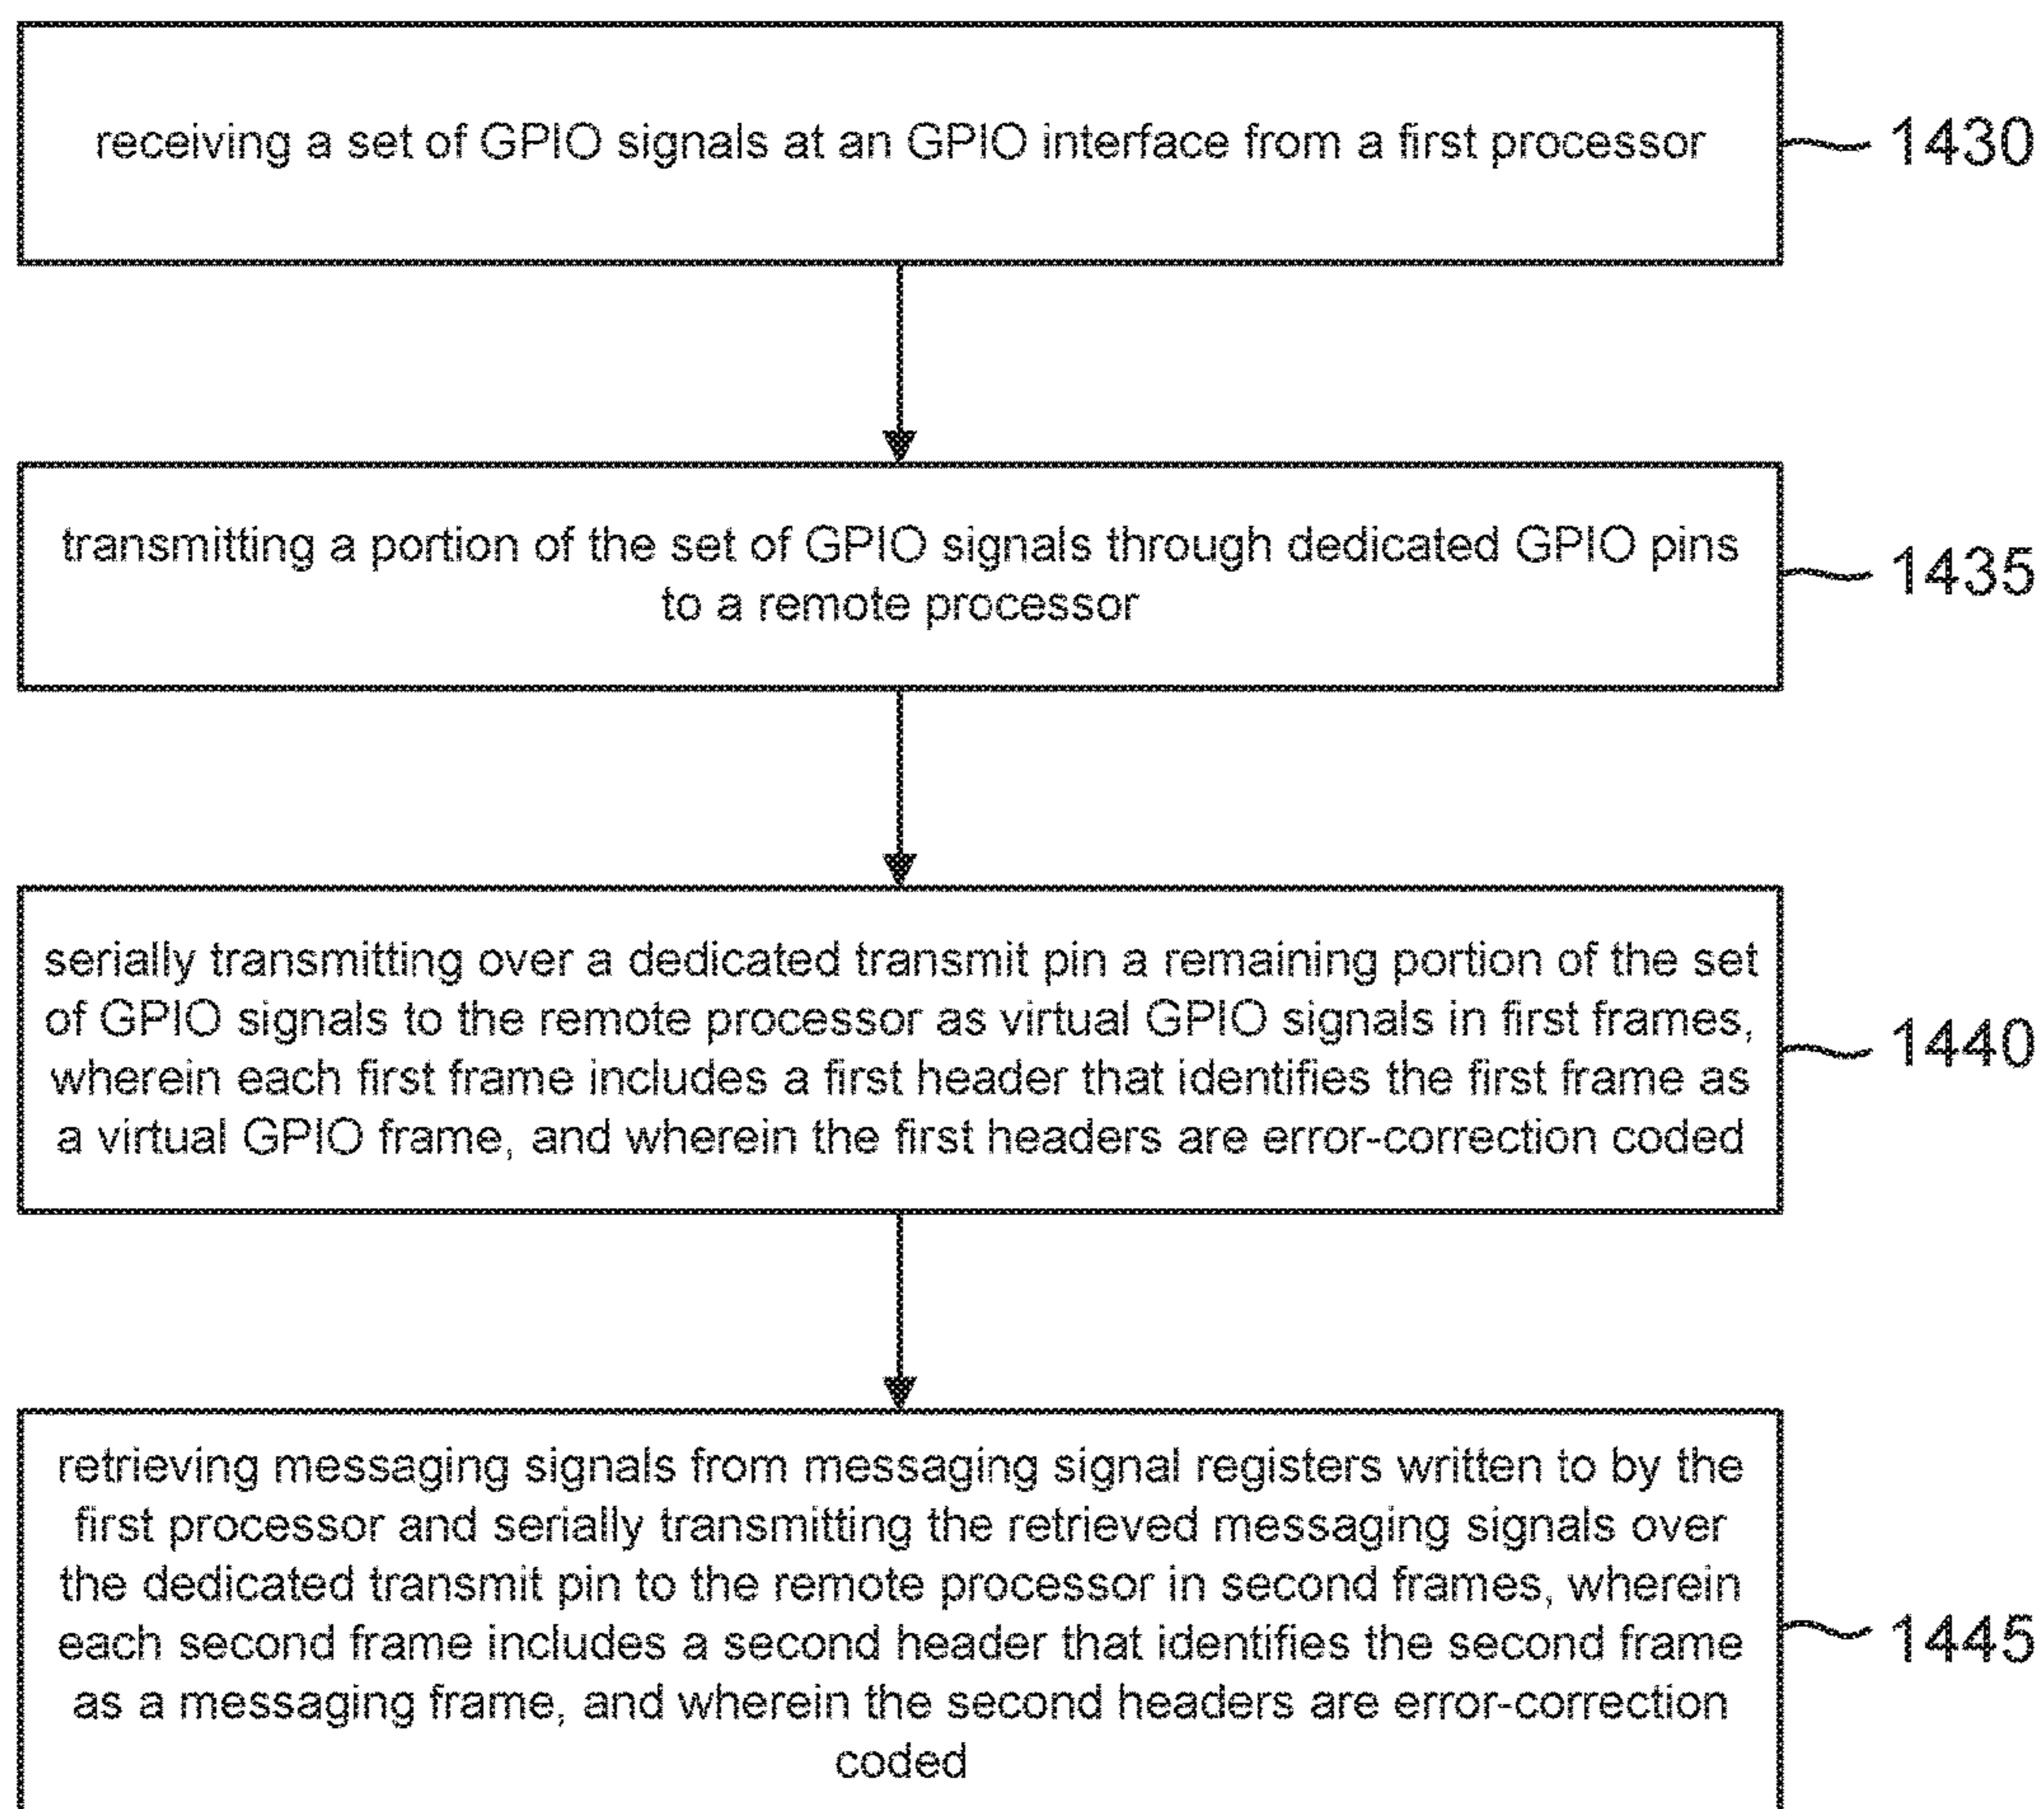 receiving a set of GPIO signals at an GPIO interface from a first processor
1430
transmitting a portion of the set of GPIO signals through dedicated GPIO pins
to a remote processor
1435
serially transmitting over a dedicated transmit pin a remaining portion of the set
of GPIO signals to the remote processor as virtual GPIO signals in first frames,
wherein each first frame includes a first header that identifies the first frame as
a virtual GPIO frame, and wherein the first headers are error-correction coded
1440
retrieving messaging signals from messaging signal registers written to by the
first processor and serially transmitting the retrieved messaging signals over
the dedicated transmit pin to the remote processor in second frames, wherein
each second frame includes a second header that identifies the second frame
as a messaging frame, and wherein the second headers are error-correction
coded
1445